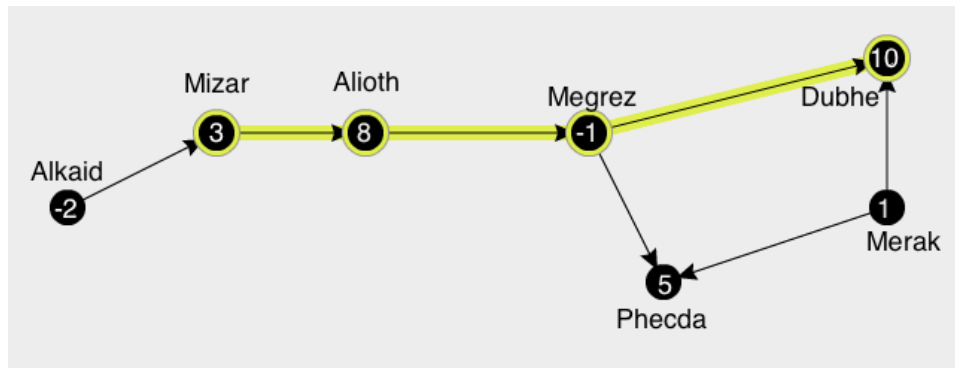 Mizar
Alioth
Megrez
10
Dubhe
3
8
-1
Alkaid
-2
1
Merak
5
Phecda